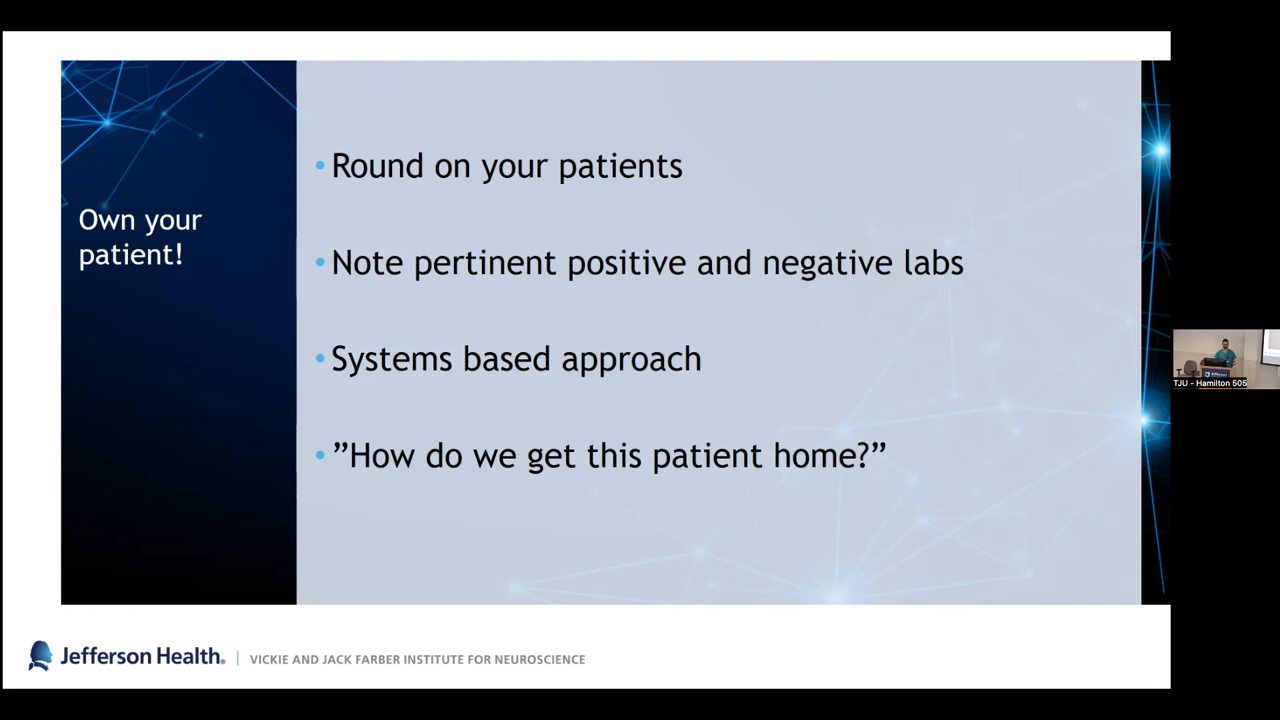 Own your
patient!
• Round on your patients
• Note pertinent positive and negative labs
• Systems based approach
• ”How do we get this patient home?”
TJU - Hamilton 505
Jefferson
Jefferson Health® | VICKIE AND JACK FARBER INSTITUTE FOR NEUROSCIENCE